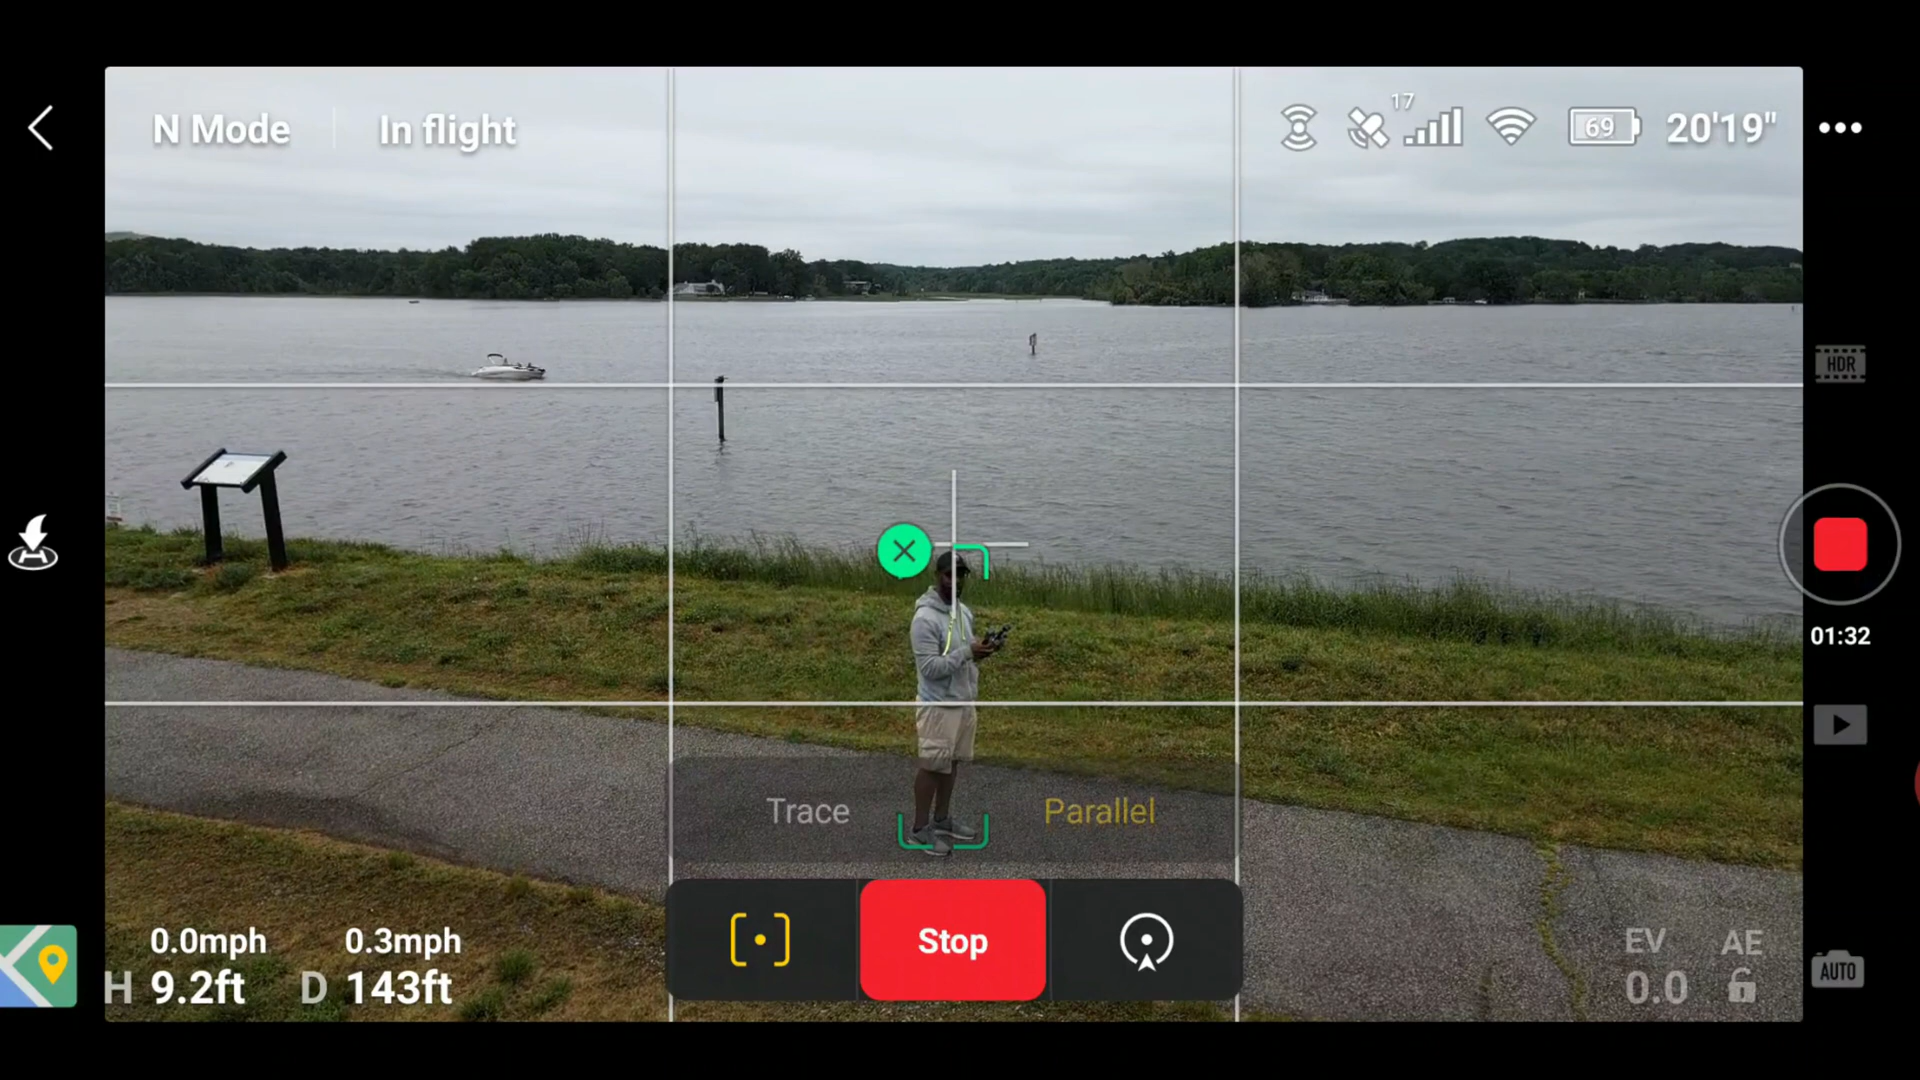 N Mode
In flight
17
69
20'19"
HDR
01:32
Trace
Parallel
Stop
0.0mph
0.3mph
H 9.2ft
D 143ft
EV
0.0
AE
AUTO